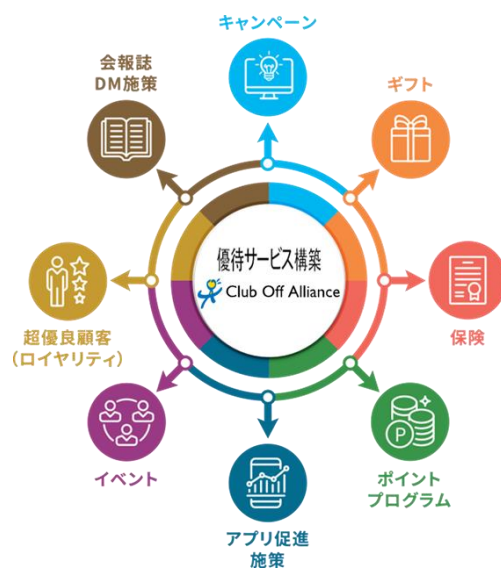 キャンペーン
会報誌
DM施策
ギフト
優待サービス構築
Club Off Alliance
超優良顧客
（ロイヤリティ）
保険
P
イベント
ポイント
プログラム
アプリ促進
施策